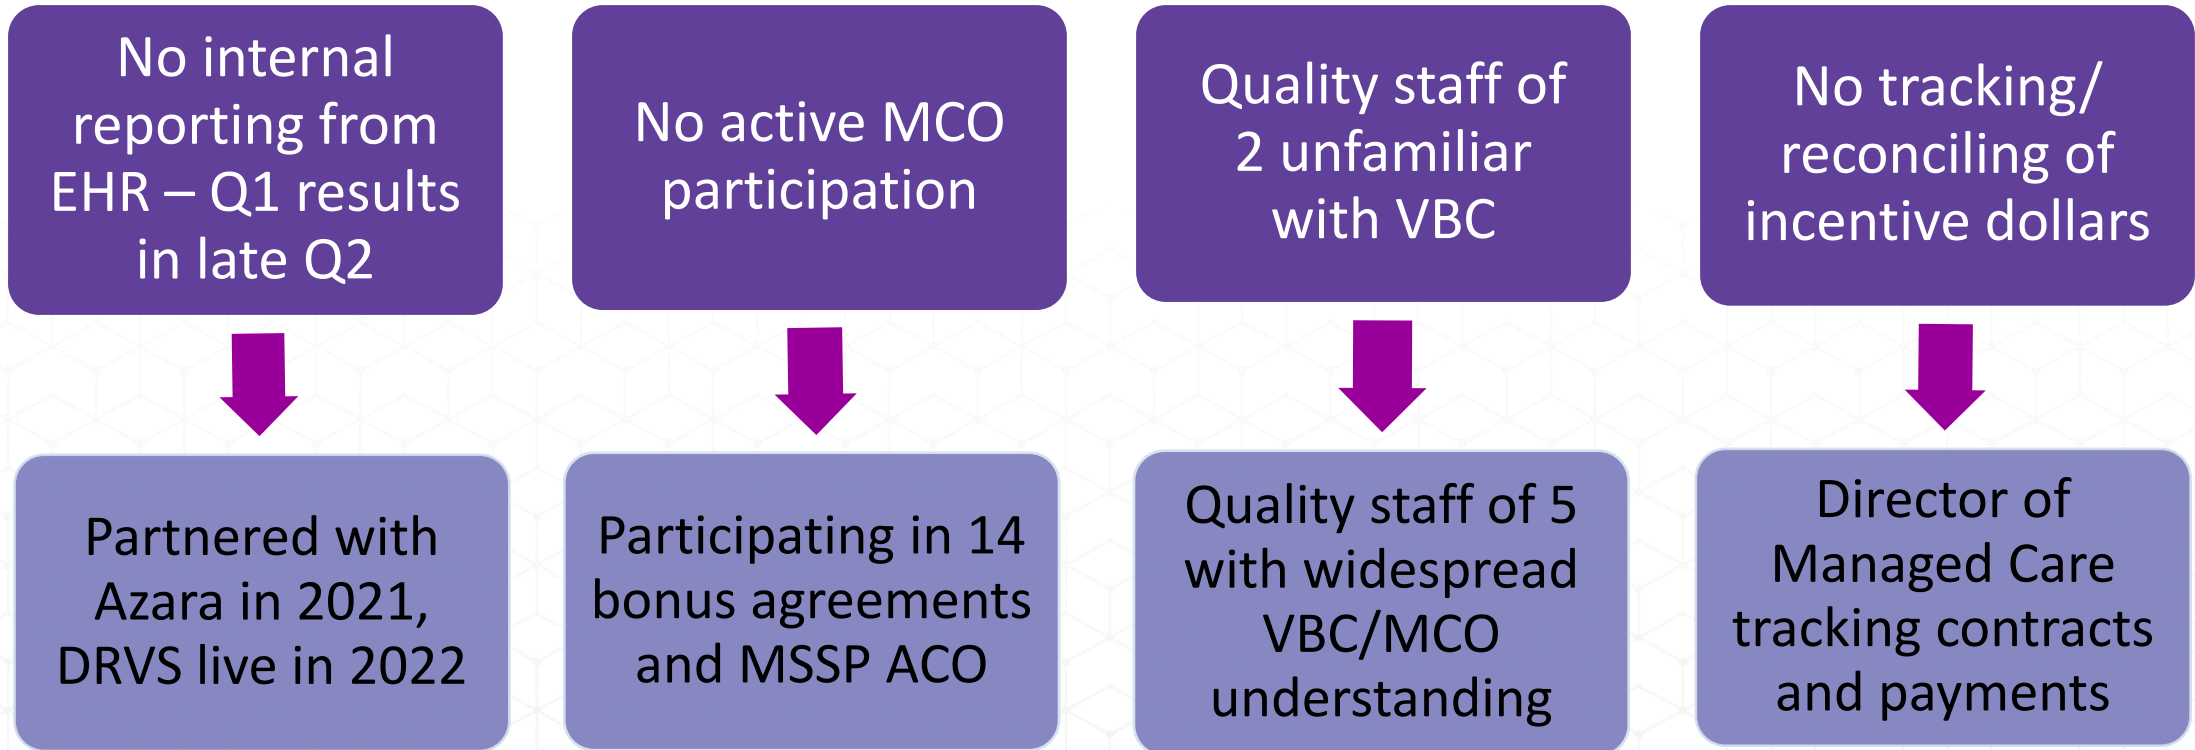 No internal
reporting from
EHR – Q1 results
in late Q2
No active MCO
participation
Quality staff of
2 unfamiliar
with VBC
No tracking/
reconciling of
incentive dollars
Partnered with
Azara in 2021,
DRVS live in 2022
Participating in 14
bonus agreements
and MSSP ACO
Quality staff of 5
with widespread
VBC/MCO
understanding
Director of
Managed Care
tracking contracts
and payments